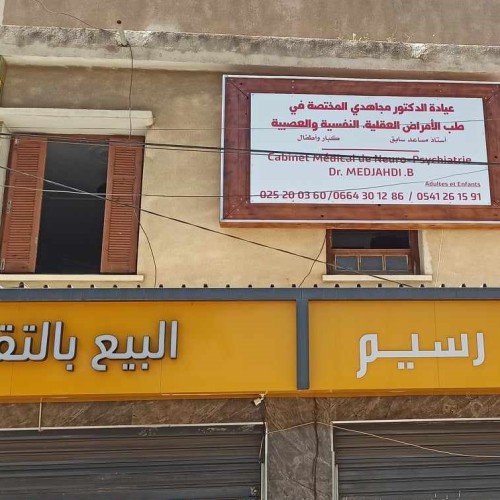 عيادة الدكتور مجاهدي المختصة في
طب الأمراض العقلية، النفسية والعصبية
أستاذ مساعد سابق كبار وأطفال
Cabinet Médical de Neuro-Psychiatrie
Dr. MEDJAHDI .B
Adultes et Enfants
025 20 03 60/0664 30 12 86 / 0541 26 15 91
البيع بالتق
رسيم